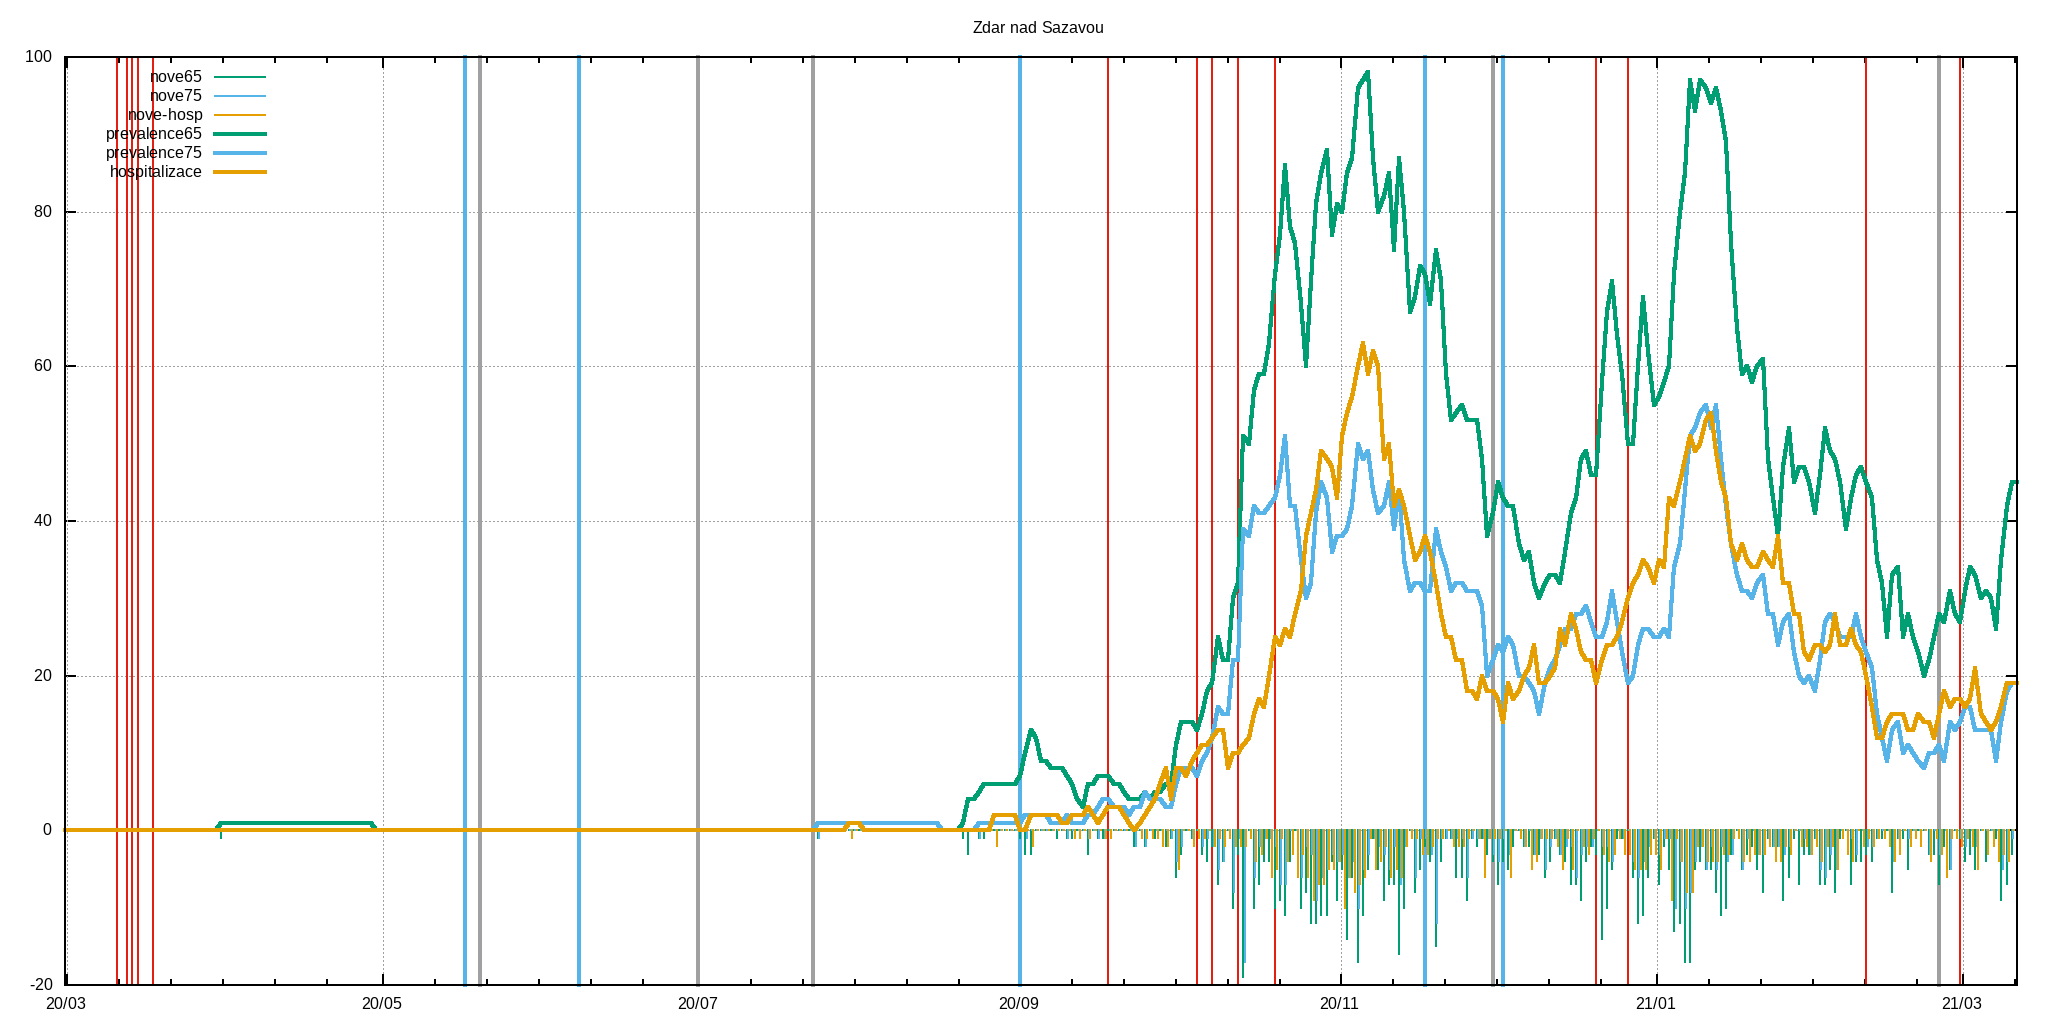 Zdar nad Sazavou
100
80
60
40
20
0
-20
nove65
nove75
nove-hosp
prevalence65
prevalence75
hospitalizace
20/03 20/05 20/07 20/09 20/11 21/01 21/03